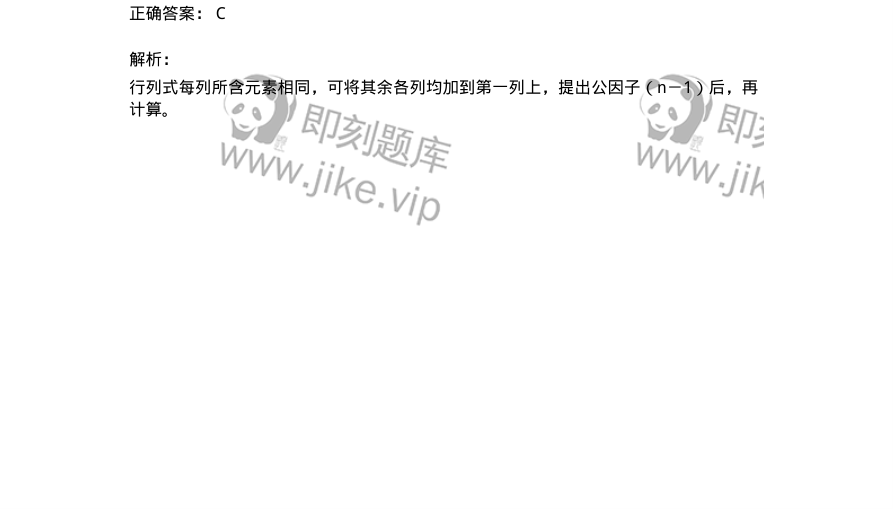 正确答案： C
解析：
行列式每列所含元素相同，可将其余各列均加到第一列上，提出公因子（n－1）后，再
计算。
即刻题库
www.jike.vip
即刻
www.jik